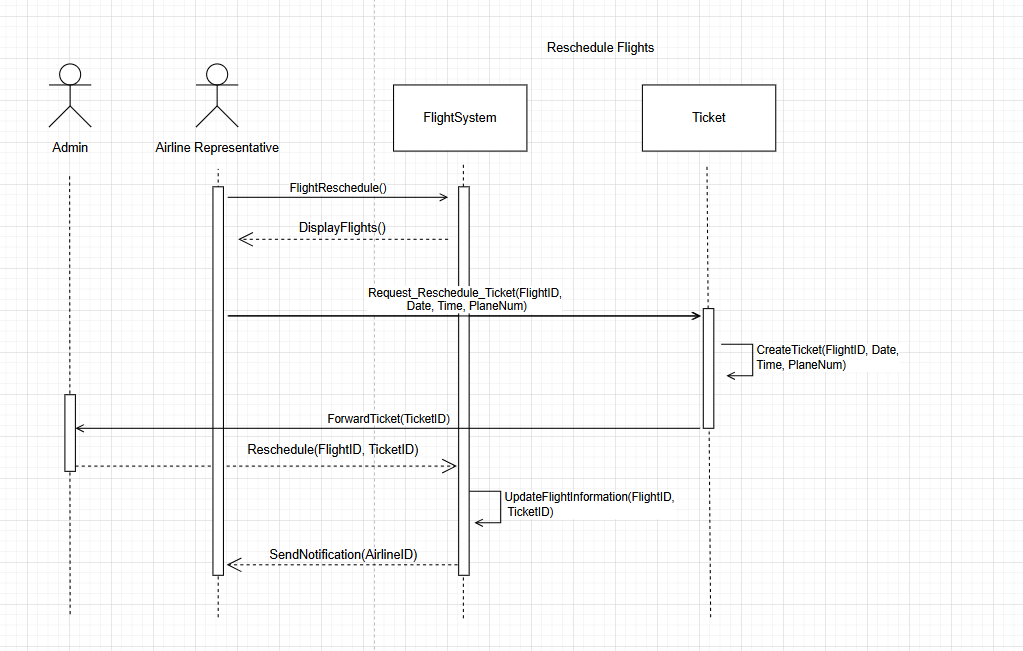 Reschedule Flights
Admin
Airline Representative
FlightSystem
Ticket
FlightReschedule()
DisplayFlights()
Request_Reschedule_Ticket(FlightID,
Date, Time, PlaneNum)
CreateTicket(FlightID, Date,
Time, PlaneNum)
ForwardTicket(TicketID)
Reschedule(FlightID, TicketID)
UpdateFlightInformation(FlightID,
TicketID)
SendNotification(AirlineID)